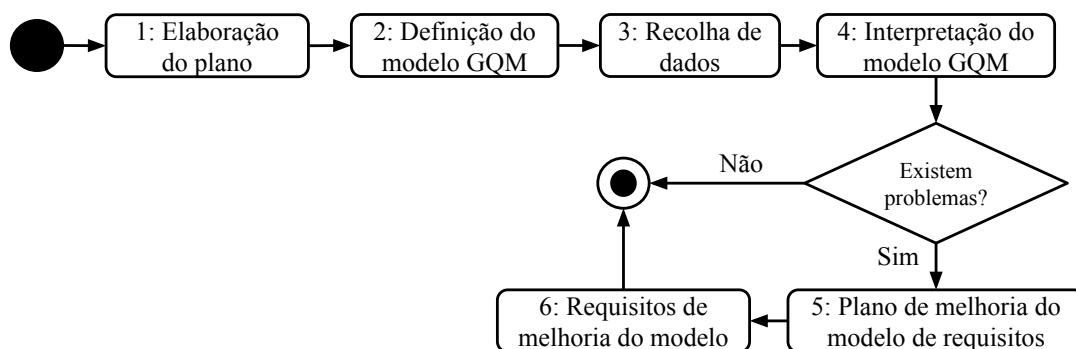 1: Elaboração
do plano
2: Definição do
modelo GQM
3: Recolha de
dados
4: Interpretação do
modelo GQM
Existem
problemas?
Não
Sim
5: Plano de melhoria do
modelo de requisitos
6: Requisitos de
melhoria do modelo